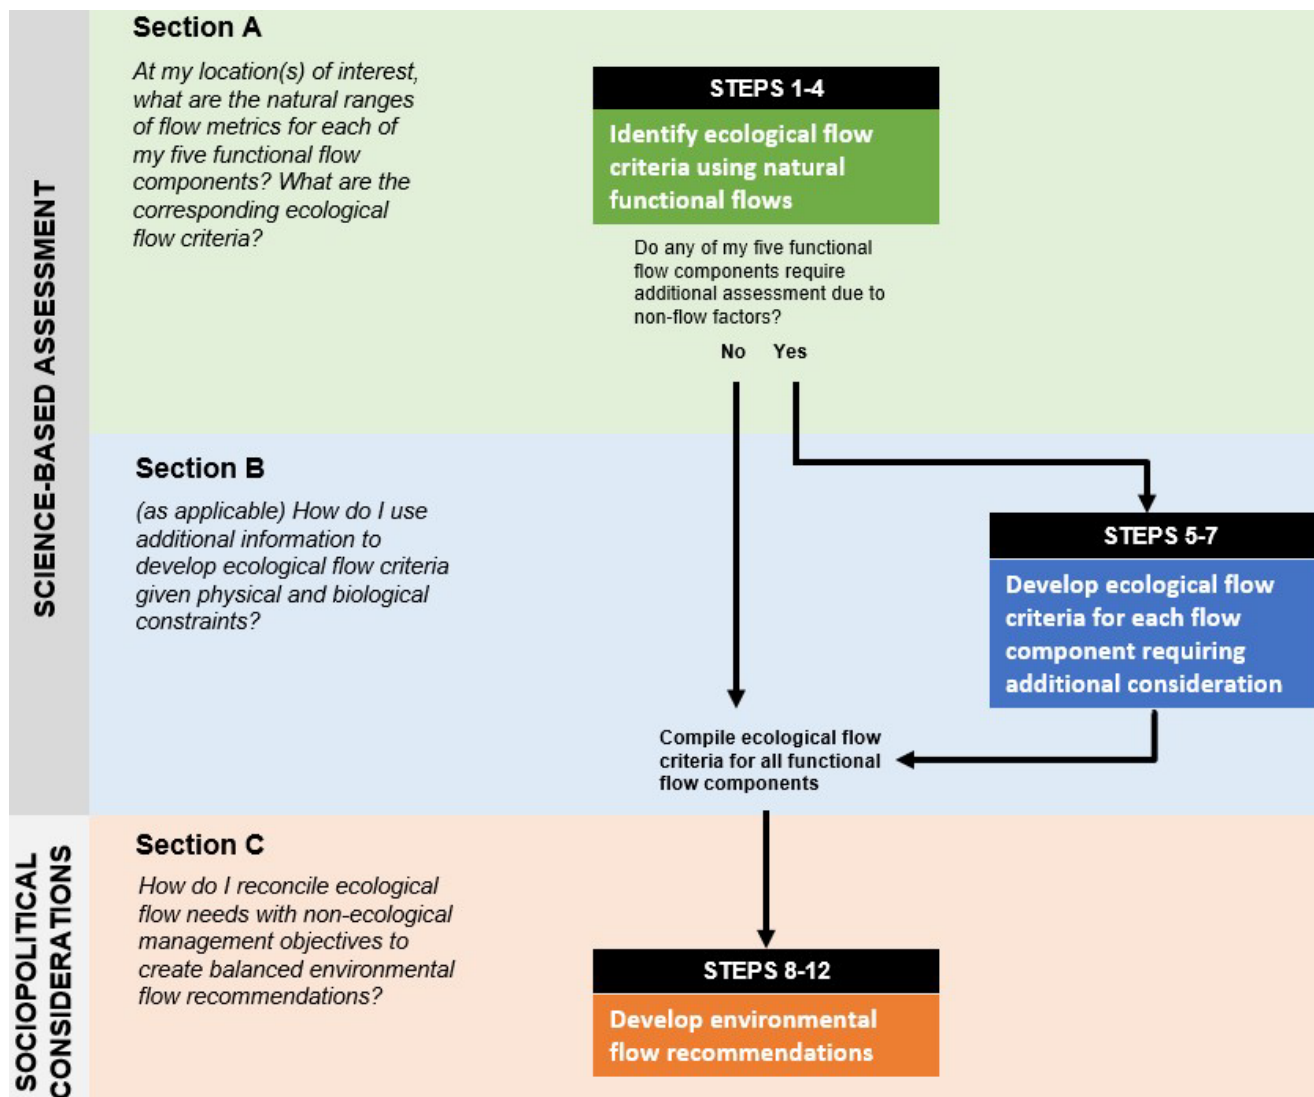 SCIENCE-BASED ASSESSMENT
Section A
At my location(s) of interest,
what are the natural ranges
of flow metrics for each of
my five functional flow
components? What are the
corresponding ecological
flow criteria?
STEPS 1-4
Identify ecological flow
criteria using natural
functional flows
Do any of my five functional
flow components require
additional assessment due to
non-flow factors?
No Yes
Section B
(as applicable) How do I use
additional information to
develop ecological flow criteria
given physical and biological
constraints?
STEPS 5-7
Develop ecological flow
criteria for each flow
component requiring
additional consideration
Compile ecological flow
criteria for all functional
flow components
SOCIOPOLITICAL
CONSIDERATIONS
Section C
How do I reconcile ecological
flow needs with non-ecological
management objectives to
create balanced environmental
flow recommendations?
STEPS 8-12
Develop environmental
flow recommendations